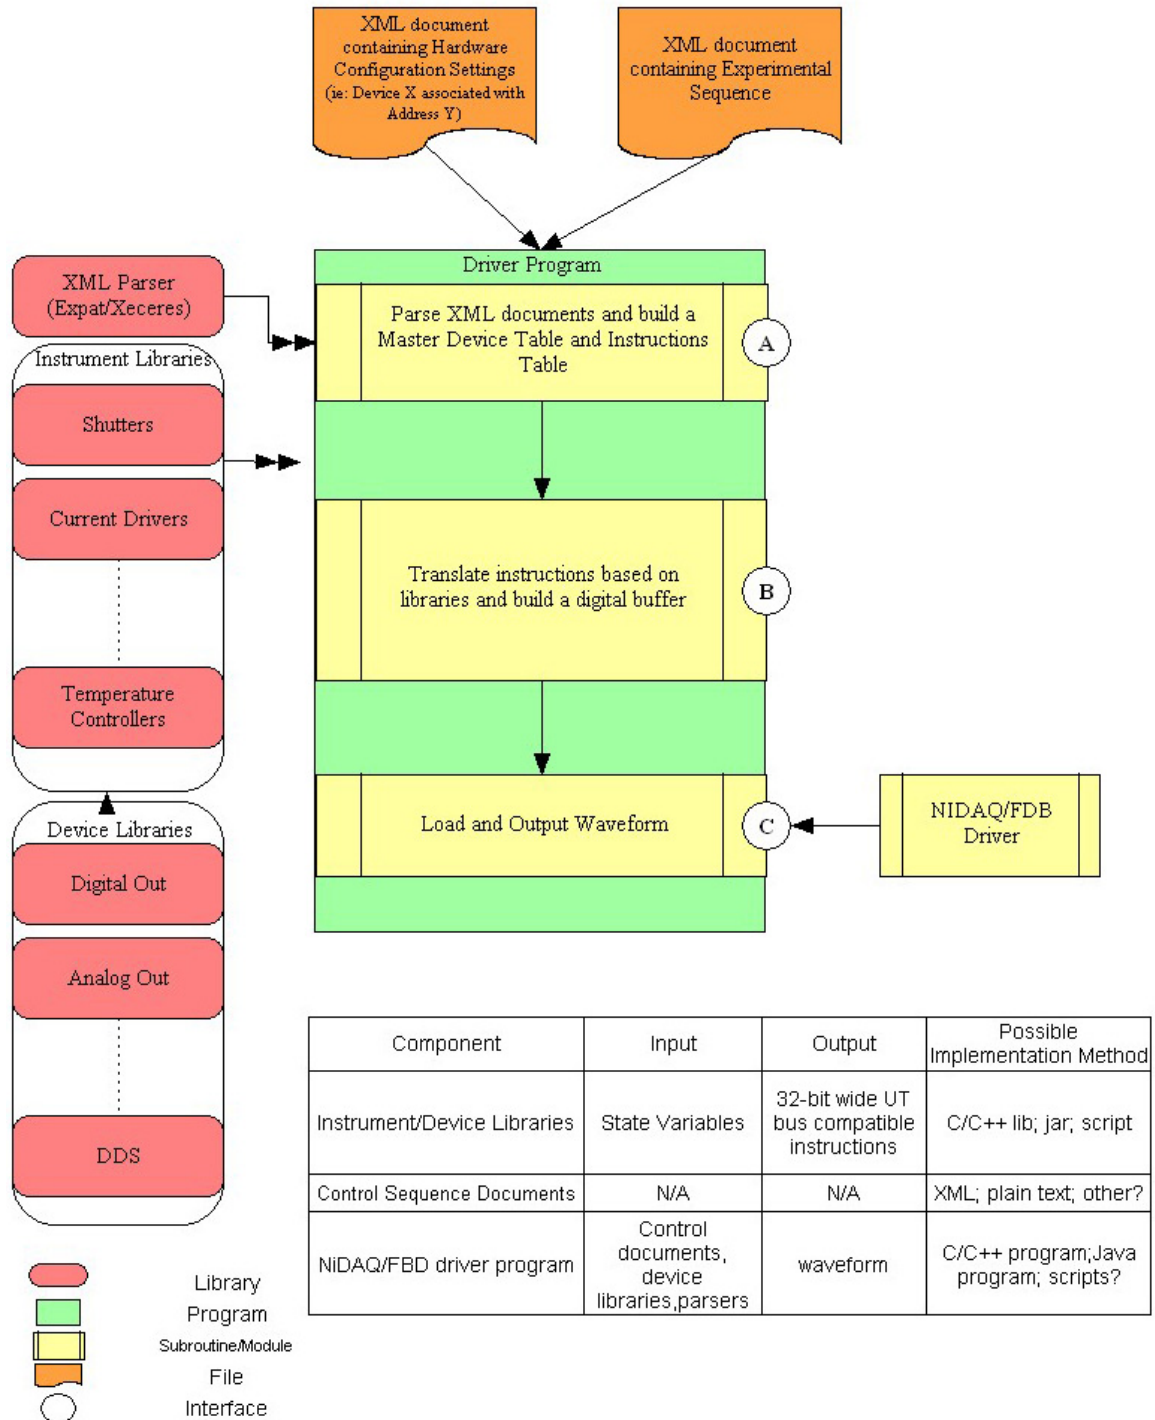 XML document
containing Hardware
Configuration Settings
(ie: Device X associated with
Address Y)
XML document
containing Experimental
Sequence
XML Parser
(Expat/Xeceres)
Instrument Libraries
Shutters
Current Drivers
Temperature
Controllers
Device Libraries
Digital Out
Analog Out
DDS
Driver Program
Parse XML documents and build a
Master Device Table and Instructions
Table
A
Translate instructions based on
libraries and build a digital buffer
B
Load and Output Waveform
C
NIDAQ/FDB
Driver
Component
Input
Output
Possible
Implementation Method
Instrument/Device Libraries
State Variables
32-bit wide UT
bus compatible
instructions
C/C++ lib; jar; script
Control Sequence Documents
N/A
N/A
XML; plain text; other?
NiDAQ/FBD driver program
Control
documents,
device
libraries,parsers
waveform
C/C++ program;Java
program; scripts?
Library
Program
Subroutine/Module
File
Interface